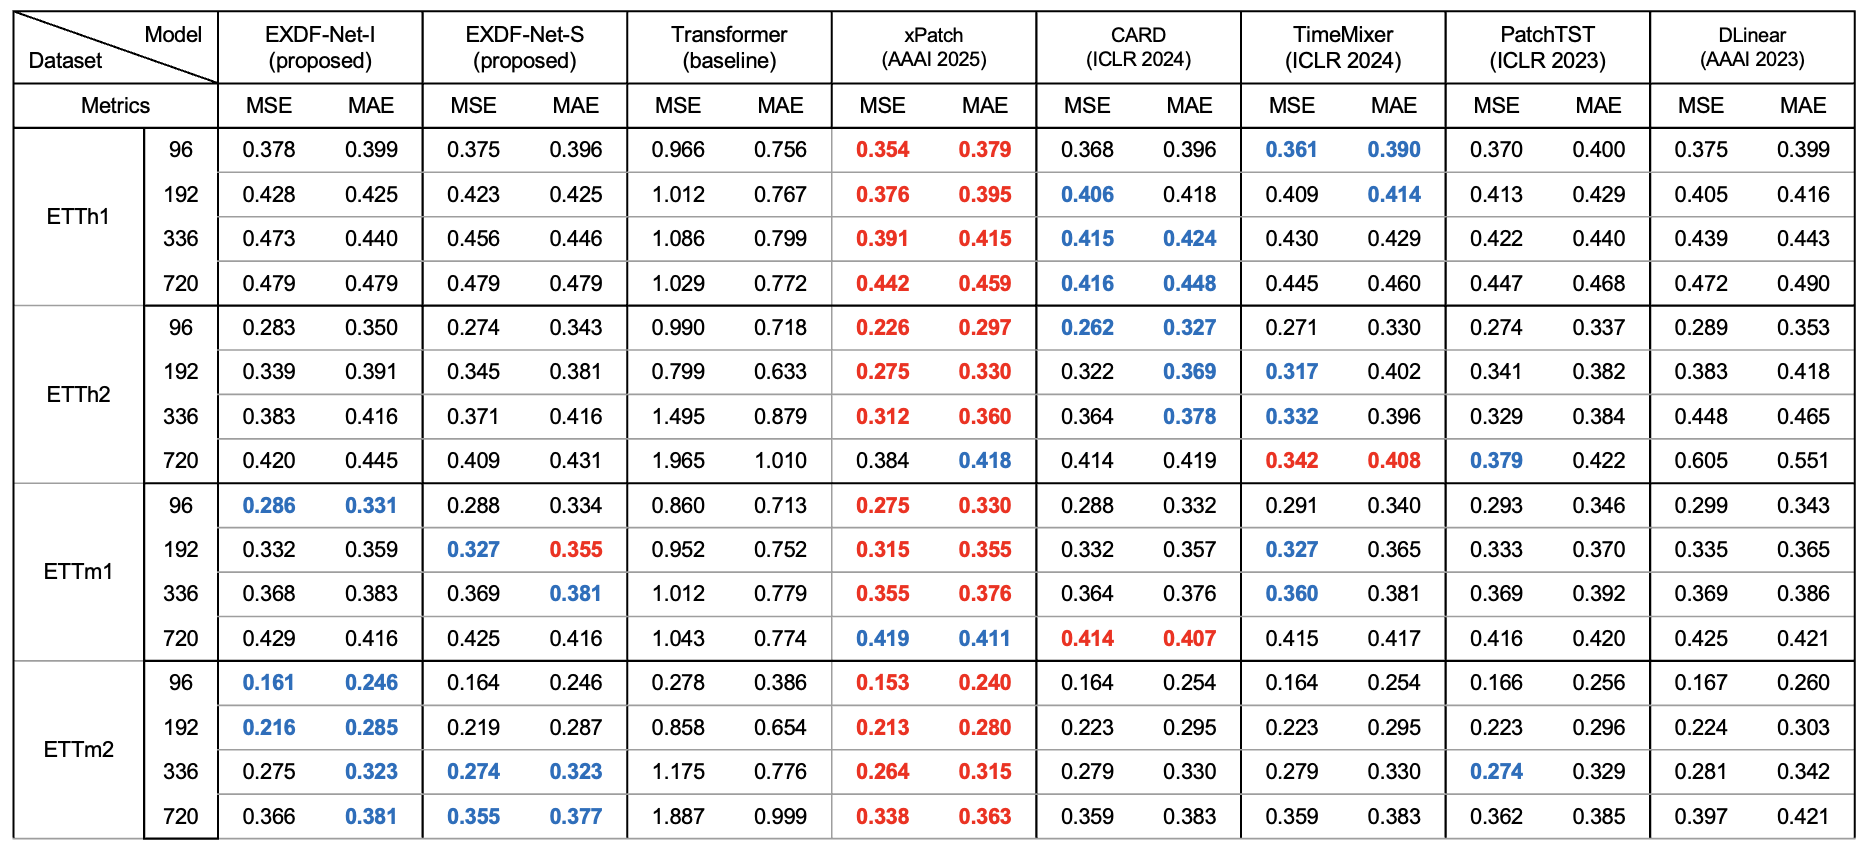 Model EXDF-Net-I EXDF-Net-S Transformer xPatch CARD TimeMixer PatchTST DLinear
Dataset (proposed) (proposed) (baseline) (AAAI 2025) (ICLR 2024) (ICLR 2024) (ICLR 2023) (AAAI 2023)
Metrics MSE MAE MSE MAE MSE MAE MSE MAE MSE MAE MSE MAE MSE MAE MSE MAE
ETTh1
96 0.378 0.399 0.375 0.396 0.966 0.756 0.354 0.379 0.368 0.396 0.361 0.390 0.370 0.400 0.375 0.399
192 0.428 0.425 0.423 0.425 1.012 0.767 0.376 0.395 0.406 0.418 0.409 0.414 0.413 0.429 0.405 0.416
336 0.473 0.440 0.456 0.446 1.086 0.799 0.391 0.415 0.415 0.424 0.430 0.429 0.422 0.440 0.439 0.443
720 0.479 0.479 0.479 0.479 1.029 0.772 0.442 0.459 0.416 0.448 0.445 0.460 0.447 0.468 0.472 0.490
ETTh2
96 0.283 0.350 0.274 0.343 0.990 0.718 0.226 0.297 0.262 0.327 0.271 0.330 0.274 0.337 0.289 0.353
192 0.339 0.391 0.345 0.381 0.799 0.633 0.275 0.330 0.322 0.369 0.317 0.402 0.341 0.382 0.383 0.418
336 0.383 0.416 0.371 0.416 1.495 0.879 0.312 0.360 0.364 0.378 0.332 0.396 0.329 0.384 0.448 0.465
720 0.420 0.445 0.409 0.431 1.965 1.010 0.384 0.418 0.414 0.419 0.342 0.408 0.379 0.422 0.605 0.551
ETTm1
96 0.286 0.331 0.288 0.334 0.860 0.713 0.275 0.330 0.288 0.332 0.291 0.340 0.293 0.346 0.299 0.343
192 0.332 0.359 0.327 0.355 0.952 0.752 0.315 0.355 0.332 0.357 0.327 0.365 0.333 0.370 0.335 0.365
336 0.368 0.383 0.369 0.381 1.012 0.779 0.355 0.376 0.364 0.376 0.360 0.381 0.369 0.392 0.369 0.386
720 0.429 0.416 0.425 0.416 1.043 0.774 0.419 0.411 0.414 0.407 0.415 0.417 0.416 0.420 0.425 0.421
ETTm2
96 0.161 0.246 0.164 0.246 0.278 0.386 0.153 0.240 0.164 0.254 0.164 0.254 0.166 0.256 0.167 0.260
192 0.216 0.285 0.219 0.287 0.858 0.654 0.213 0.280 0.223 0.295 0.223 0.295 0.223 0.296 0.224 0.303
336 0.275 0.323 0.274 0.323 1.175 0.776 0.264 0.315 0.279 0.330 0.279 0.330 0.274 0.329 0.281 0.342
720 0.366 0.381 0.355 0.377 1.887 0.999 0.338 0.363 0.359 0.383 0.359 0.383 0.362 0.385 0.397 0.421